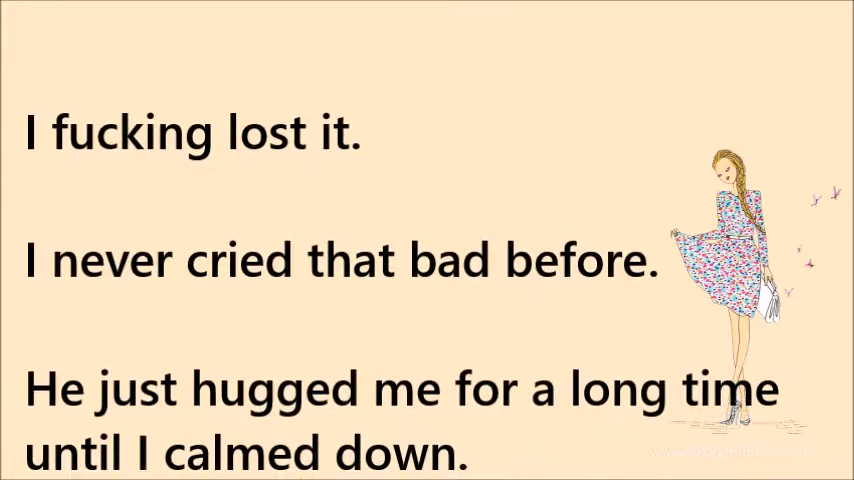 I fucking lost it.
I never cried that bad before.
He just hugged me for a long time
until I calmed down.